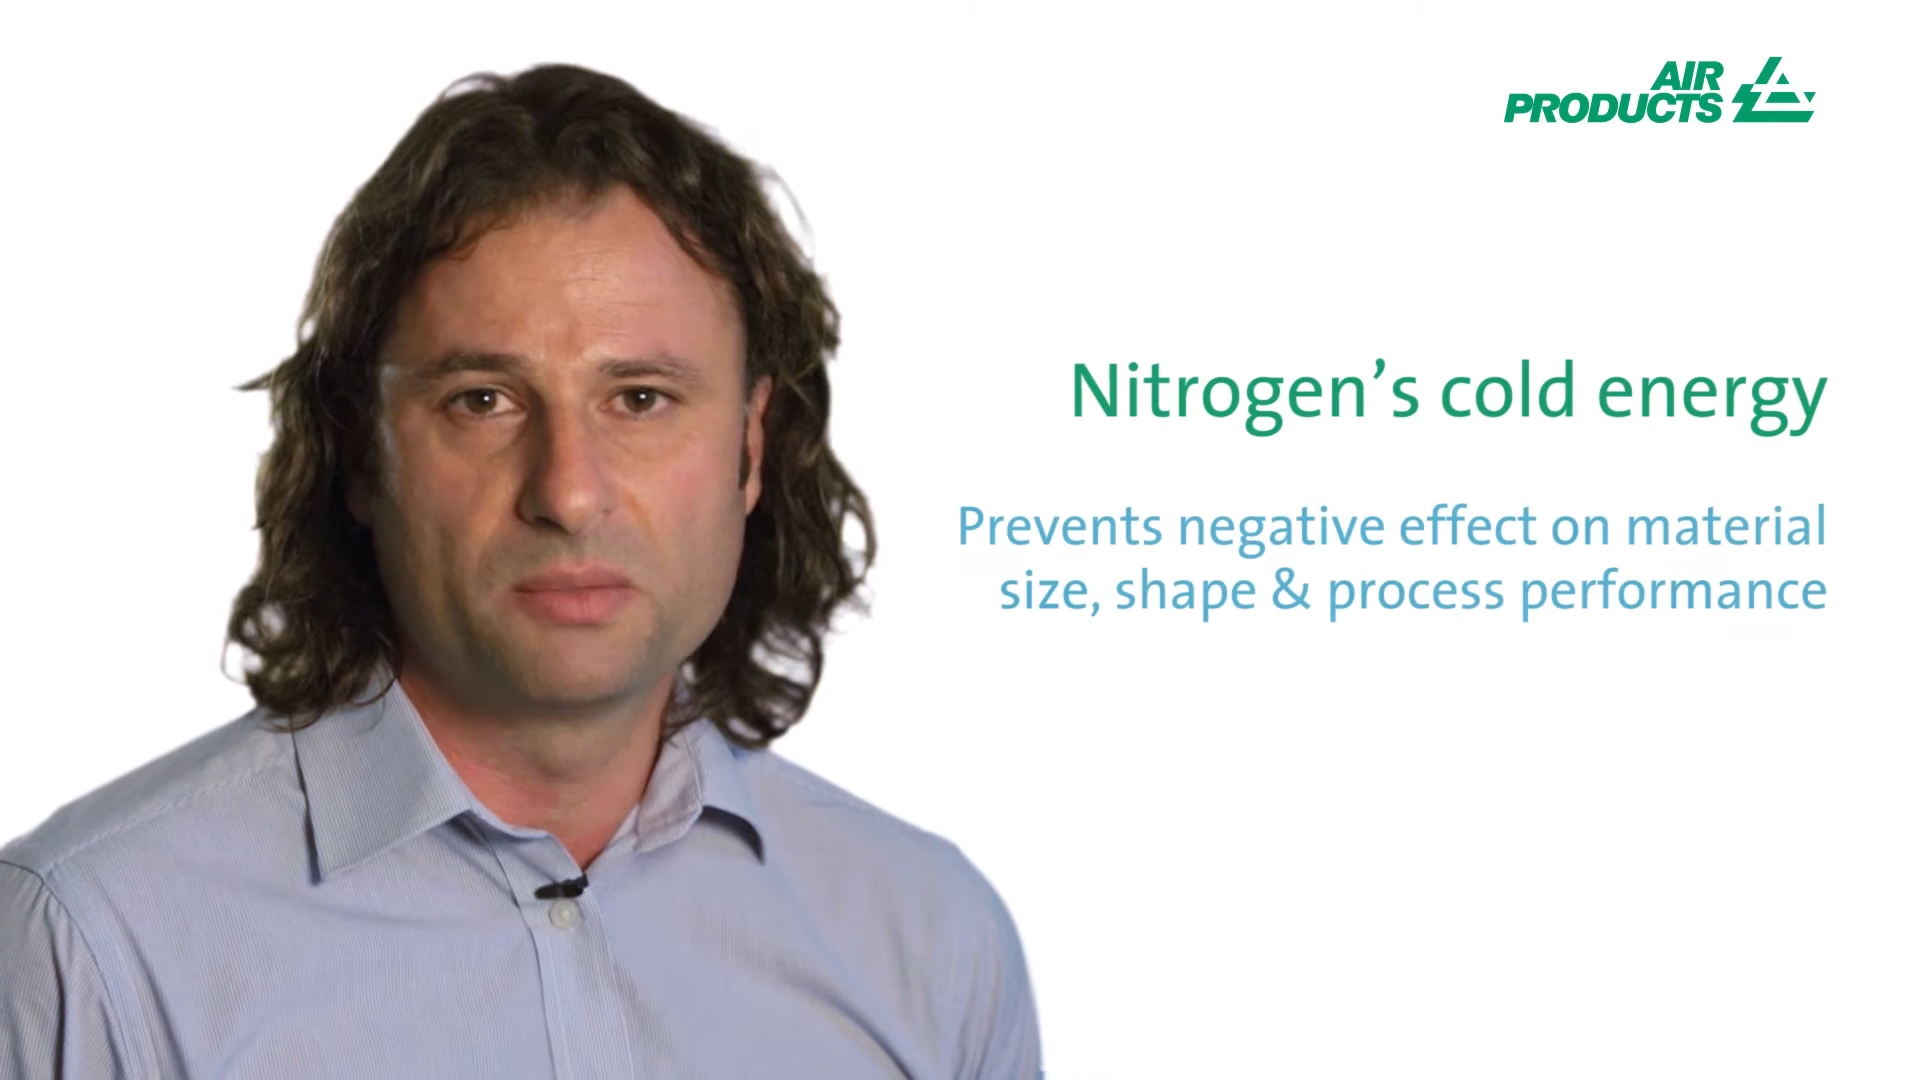 AIR
PRODUCTS
Nitrogen’s cold energy
Prevents negative effect on material
size, shape & process performance